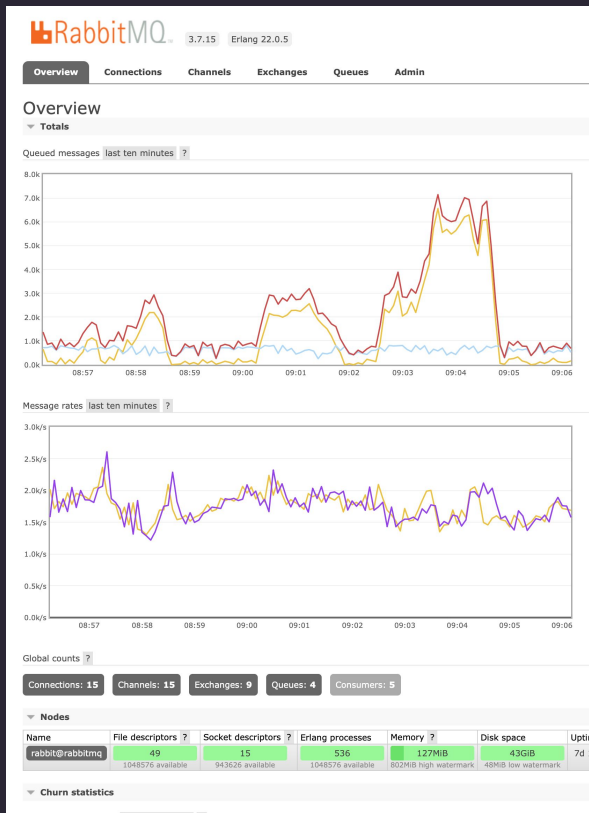 RabbitMQ TM 3.7.15 Erlang 22.0.5
Overview Connections Channels Exchanges Queues Admin
Overview
Totals
Queued messages last ten minutes ?
8.0k
7.0k
6.0k
5.0k
4.0k
3.0k
2.0k
1.0k
0.0k
08:57 08:58 08:59 09:00 09:01 09:02 09:03 09:04 09:05 09:06
Message rates last ten minutes ?
3.0k/s
2.5k/s
2.0k/s
1.5k/s
1.0k/s
0.5k/s
0.0k/s
08:57 08:58 08:59 09:00 09:01 09:02 09:03 09:04 09:05 09:06
Global counts ?
Connections: 15 Channels: 15 Exchanges: 9 Queues: 4 Consumers: 5
Nodes
Name File descriptors ? Socket descriptors ? Erlang processes Memory ? Disk space Upti
rabbit@rabbitmq 49 15 536 127MiB 43GiB 7d
1048576 available 943626 available 1048576 available 802MiB high watermark 48MiB low watermark
Churn statistics